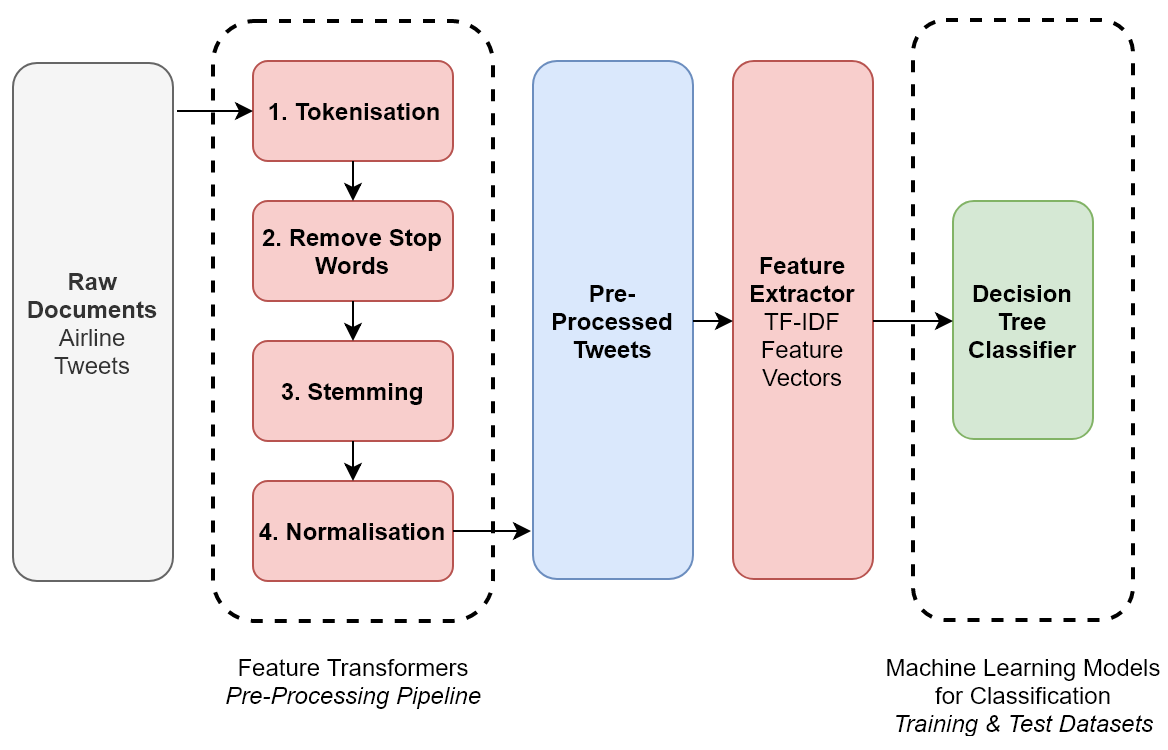 Raw
Documents
Airline
Tweets
1. Tokenisation
2. Remove Stop
Words
3. Stemming
4. Normalisation
Feature Transformers
Pre-Processing Pipeline
Pre-
Processed
Tweets
Feature
Extractor
TF-IDF
Feature
Vectors
Decision
Tree
Classifier
Machine Learning Models
for Classification
Training & Test Datasets